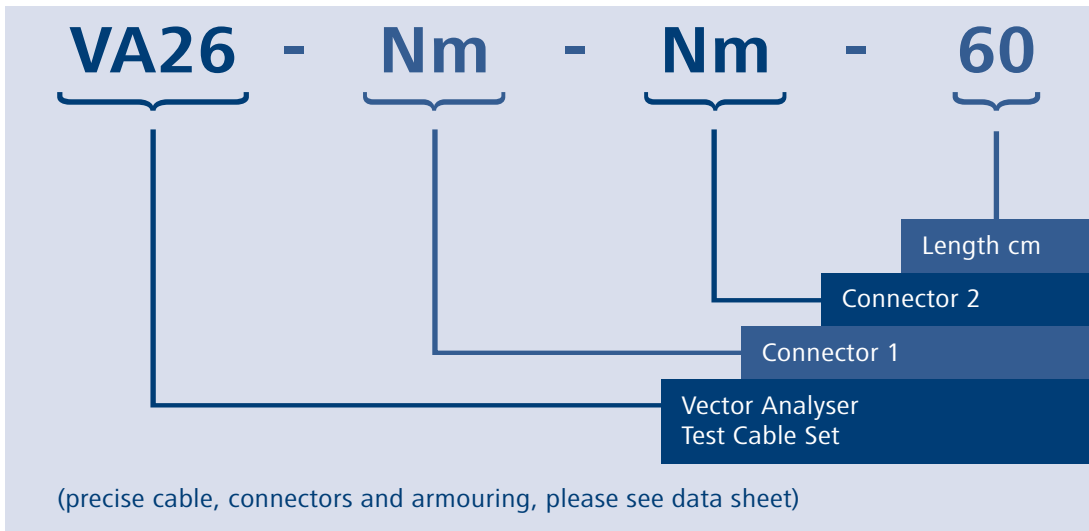 VA26 - Nm - Nm - 60
Length cm
Connector 2
Connector 1
Vector Analyser
Test Cable Set
(precise cable, connectors and armouring, please see data sheet)